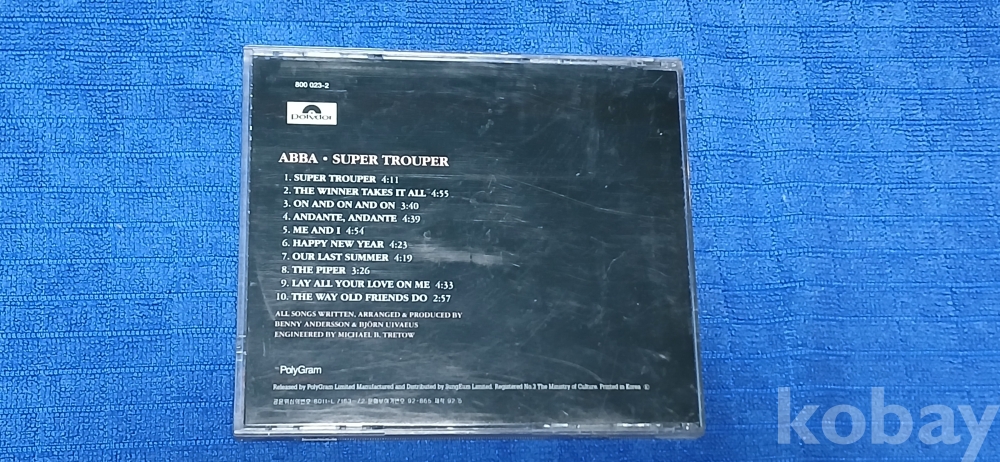 800 023-2
Polydor
ABBA • SUPER TROUPER
1. SUPER TROUPER 4:11
2. THE WINNER TAKES IT ALL 4:55
3. ON AND ON AND ON 3:40
4. ANDANTE, ANDANTE 4:39
5. ME AND I 4:54
6. HAPPY NEW YEAR 4:23
7. OUR LAST SUMMER 4:19
8. THE PIPER 3:26
9. LAY ALL YOUR LOVE ON ME 4:33
10. THE WAY OLD FRIENDS DO 2:57
ALL SONGS WRITTEN, ARRANGED & PRODUCED BY
BENNY ANDERSSON & BJÖRN ULVAEUS
ENGINEERED BY MICHAEL B. TRETOW
PolyGram
Released by PolyGram Limited Manufactured and Distributed by SungEum Limited. Registered No.3 The Ministry of Culture. Printed in Korea
92-866
kobay